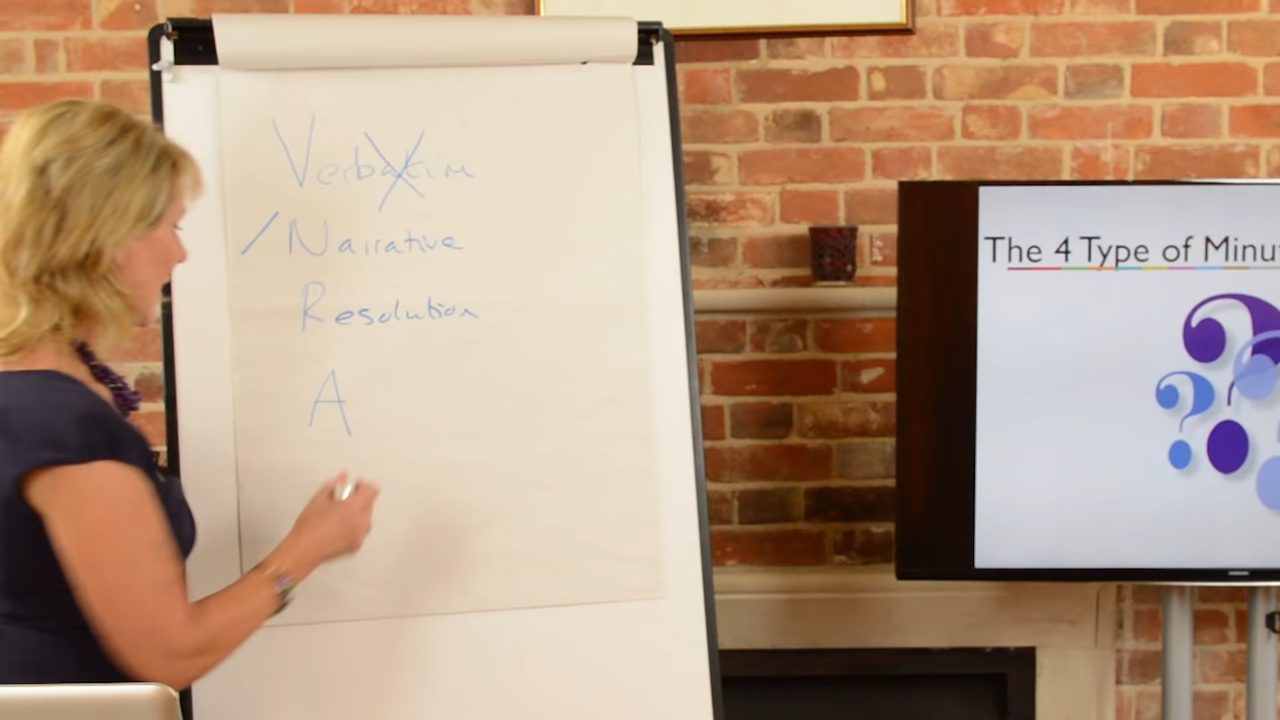 Verbatim
/ Narrative
Resolution
A
The 4 Type of Minu